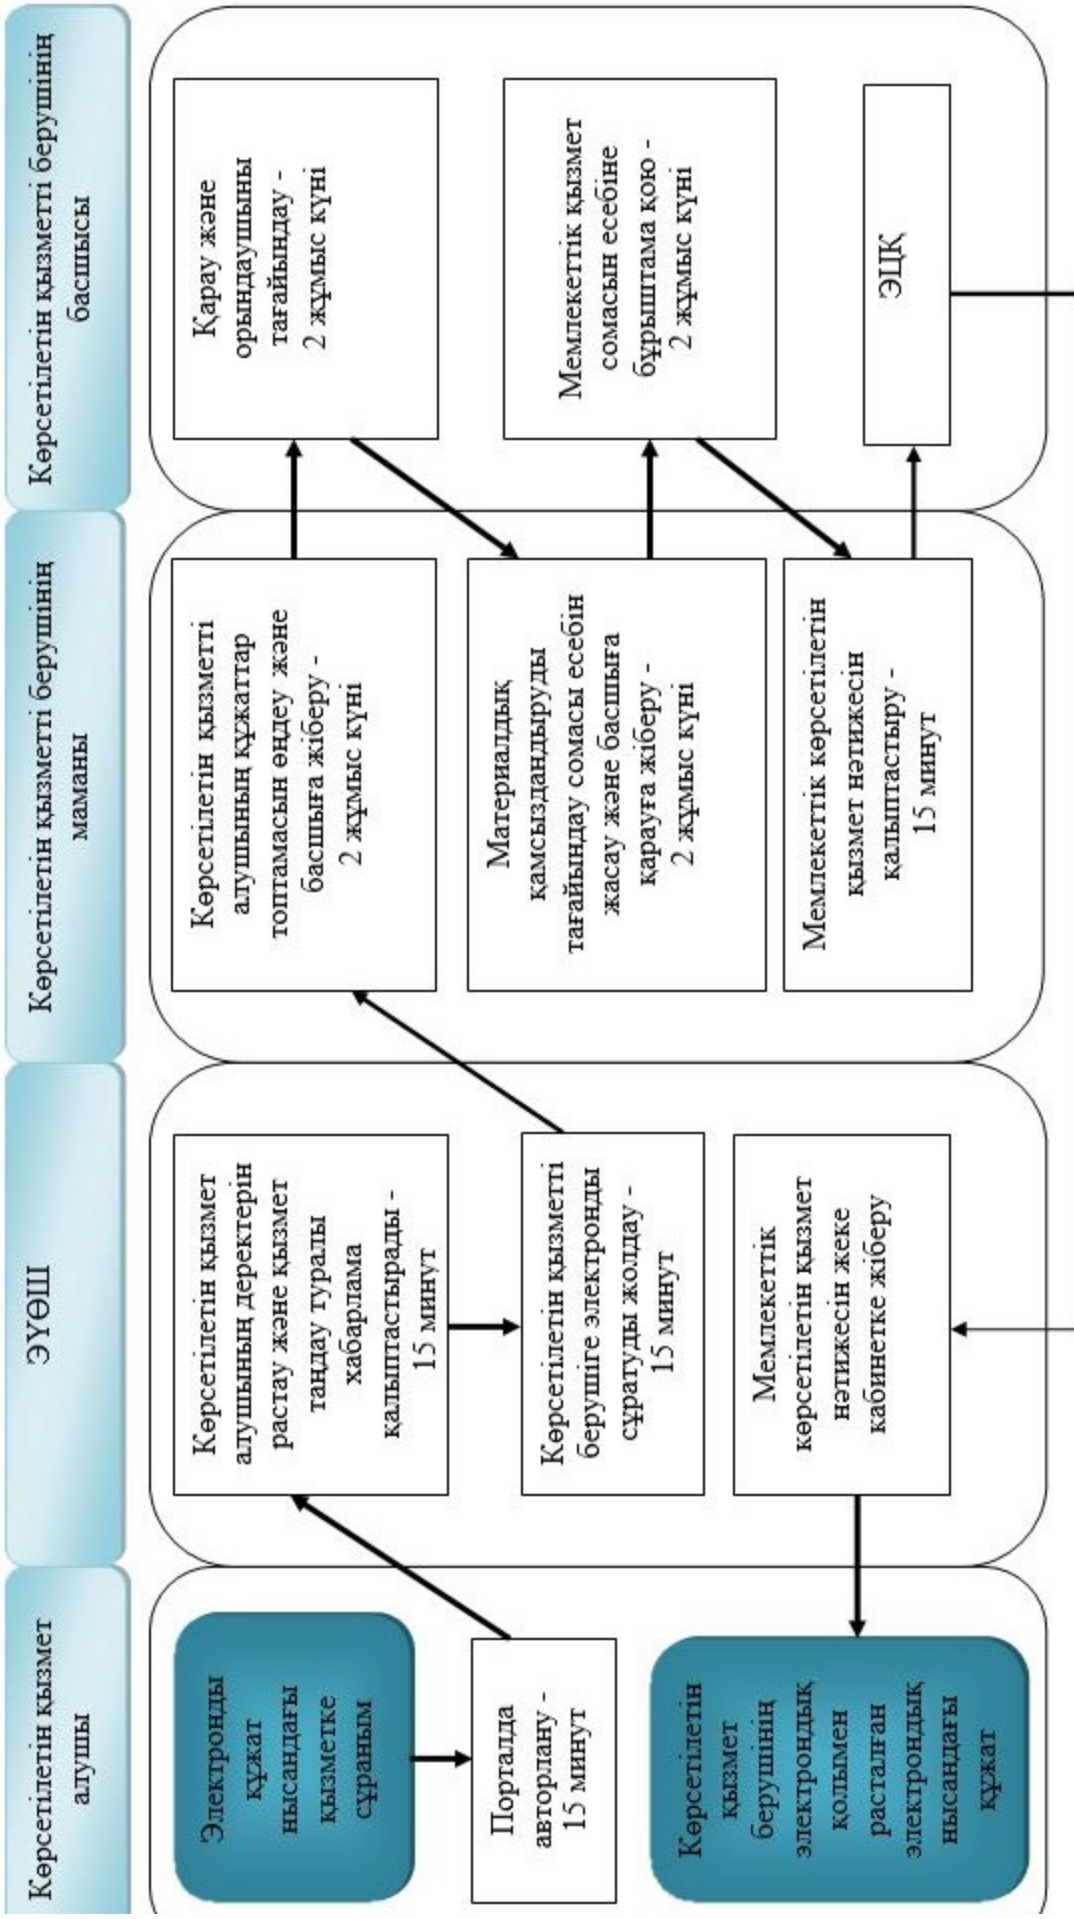 Көрсетілетін қызмет
алушы
ЭҮӨШ
Көрсетілетін қызметті берушінің
маманы
Көрсетілетін қызметті берушінің
басшысы
Электронды
құжат
нысандағы
қызметке
сұраным
Порталда
авторлану -
15 минут
Көрсетілетін
қызмет
берушінің
электрондық
қолымен
расталған
электрондық
нысандағы
құжат
Көрсетілетін қызмет
алушының деректерін
растау және қызмет
таңдау туралы
хабарлама
қалыптастырады -
15 минут
Көрсетілетін қызметті
берушіге электронды
сұратуды жолдау -
15 минут
Мемлекеттік
көрсетілетін қызмет
нәтижесін жеке
кабинетке жіберу
Көрсетілетін қызметті
алушының құжаттар
топтамасын өңдеу және
басшыға жіберу -
2 жұмыс күні
Материалдық
қамсыздандыруды
тағайындау сомасы есебін
жасау және басшыға
қарауға жіберу -
2 жұмыс күні
Мемлекеттік көрсетілетін
қызмет нәтижесін
қалыптастыру -
15 минут
Қарау және
орындаушыны
тағайындау -
2 жұмыс күні
Мемлекеттік қызмет
сомасын есебіне
бұрыштама қою -
2 жұмыс күні
ЭЦҚ